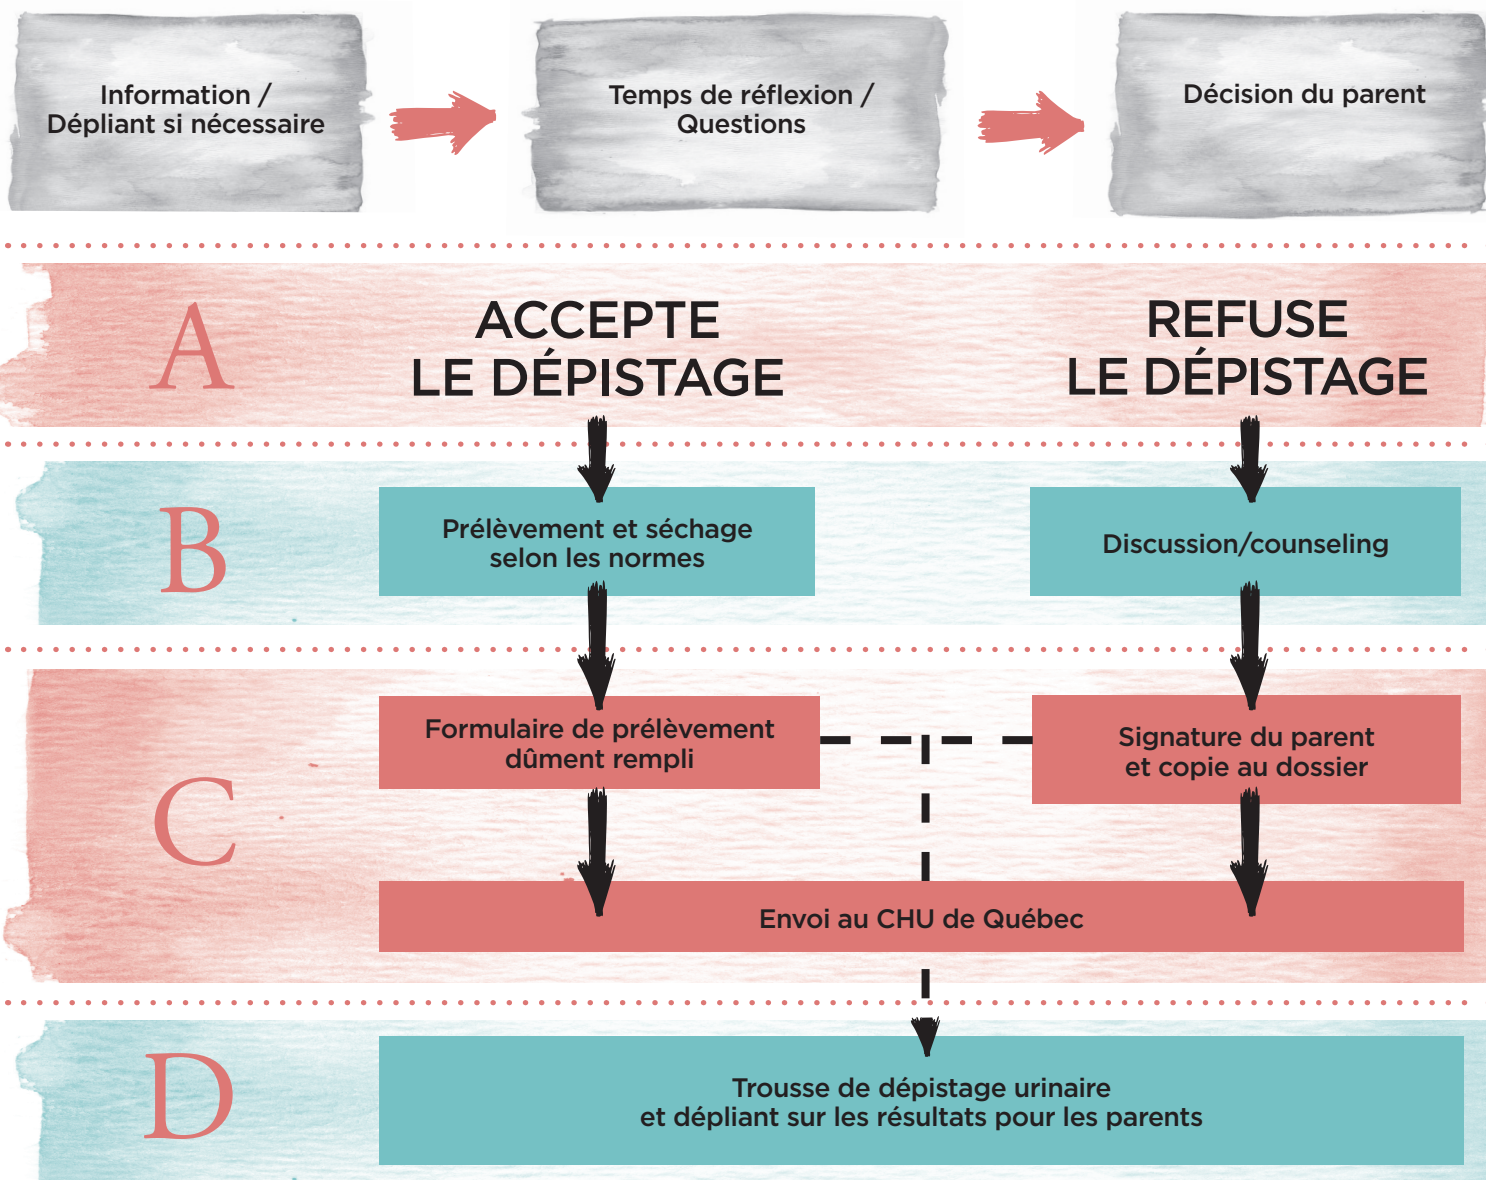 Information /
Dépliant si nécessaire
Temps de réflexion /
Questions
Décision du parent
A
ACCEPTE
LE DÉPISTAGE
REFUSE
LE DÉPISTAGE
B
Prélèvement et séchage
selon les normes
Discussion/counseling
C
Formulaire de prélèvement
dûment rempli
Signature du parent
et copie au dossier
Envoi au CHU de Québec
D
Trousse de dépistage urinaire
et dépliant sur les résultats pour les parents